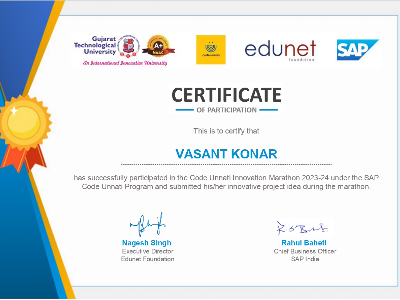 Gujarat
Technological
University
A+
NAAC
An International Innovative University
edunet
foundation
SAP
CERTIFICATE
OF PARTICIPATION
This is to certify that
VASANT KONAR
has successfully participated in the Code Unnati Innovation Marathon 2023-24 under the SAP
Code Unnati Program and submitted his/her innovative project idea during the marathon.
Nagesh Singh
Executive Director
Edunet Foundation
Rahul Baheti
Chief Business Officer
SAP India